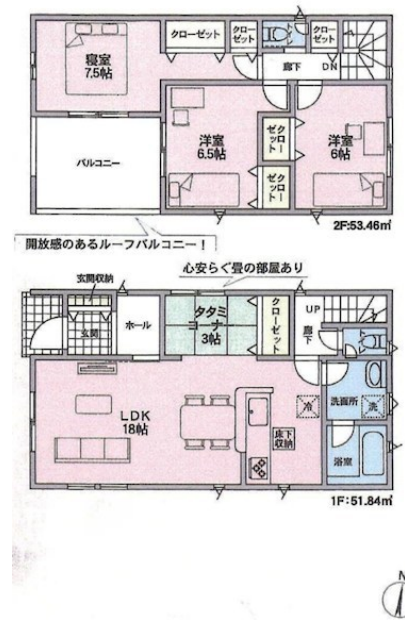 クローゼット
クロー
ゼット
クロー
ゼット
寝室
7.5帖
廊下
DN
バルコニー
洋室
6.5帖
クロー
ゼット
クロー
ゼット
洋室
6帖
2F:53.46㎡
開放感のあるルーフバルコニー!
心安らぐ畳の部屋あり
玄関収納
玄関
ホール
タタミ
コーナー
3帖
クローゼット
UP
廊下
LDK
18帖
冷
床下
収納
洗面所
洗
浴室
1F:51.84㎡
N